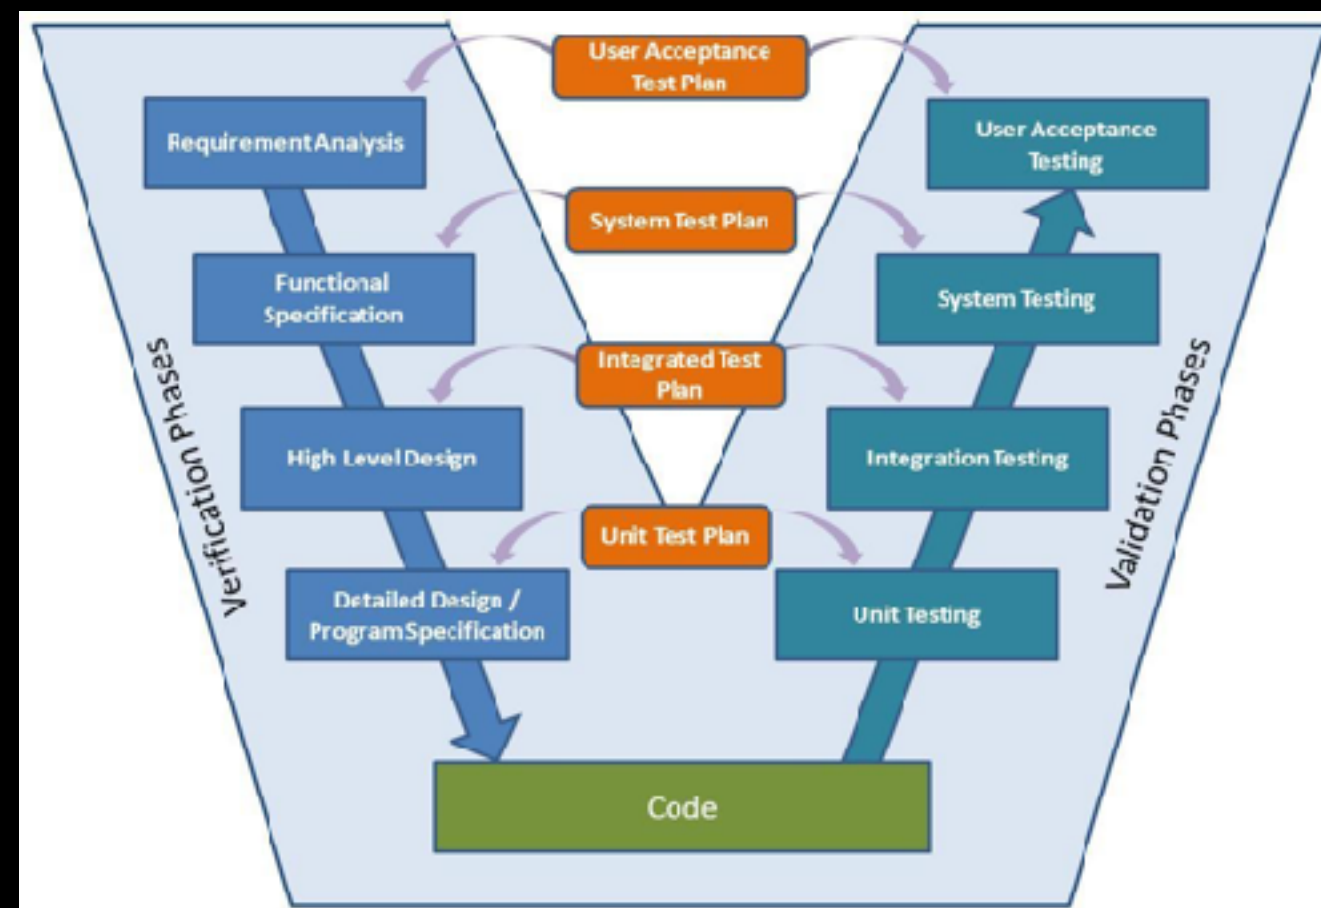 User Acceptance
Test Plan
Requirement Analysis
User Acceptance
Testing
System Test Plan
Functional
Specification
System Testing
Integrated Test
Plan
High Level Design
Integration Testing
Unit Test Plan
Detailed Design /
Program Specification
Unit Testing
Verification Phases
Validation Phases
Code